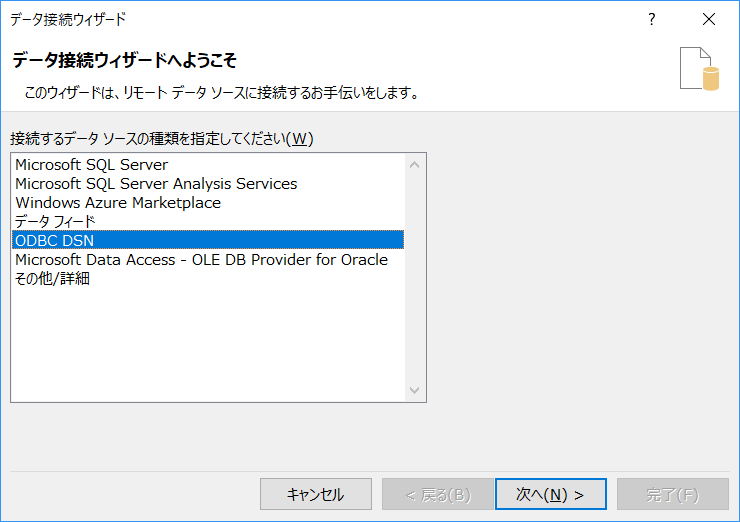 データ接続ウィザード
?
データ接続ウィザードへようこそ
このウィザードは、リモート データ ソースに接続するお手伝いをします。
接続するデータ ソースの種類を指定してください(W)
Microsoft SQL Server
Microsoft SQL Server Analysis Services
Windows Azure Marketplace
データ フィード
ODBC DSN
Microsoft Data Access - OLE DB Provider for Oracle
その他/詳細
キャンセル
< 戻る(B)
次へ(N) >
完了(F)